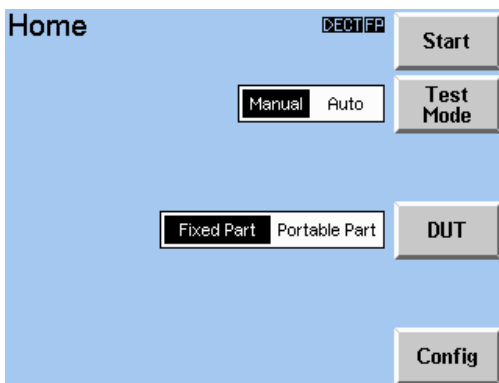 Home
DECT FP
Start
Manual Auto
Test
Mode
Fixed Part Portable Part
DUT
Config